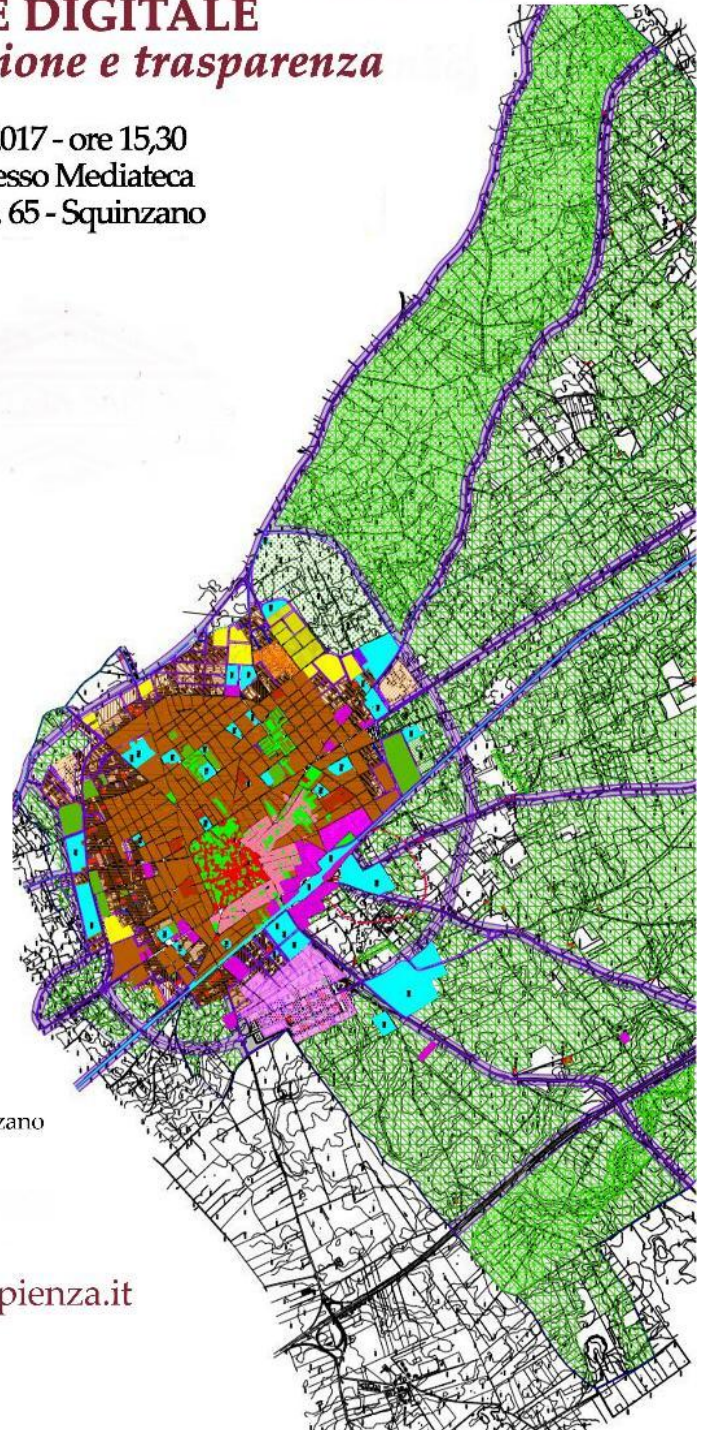 E DIGITALE
ione e trasparenza
017 - ore 15,30
esso Mediateca
65 - Squinzano
zano
pienza.it